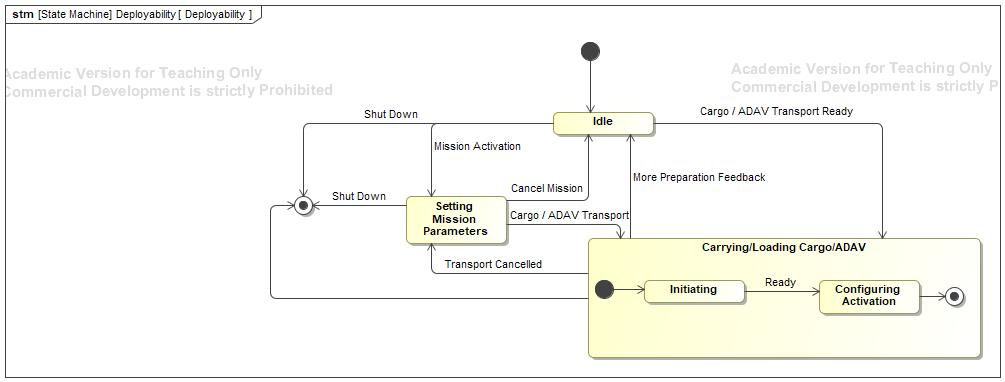 stm [State Machine] Deployability [ Deployability ]
Academic Version for Teaching Only
Commercial Development is strictly Prohibited
Academic Version for Teaching Only
Commercial Development is strictly P
Shut Down
Idle
Cargo / ADAV Transport Ready
Mission Activation
More Preparation Feedback
Shut Down
Cancel Mission
Setting
Mission
Parameters
Cargo / ADAV Transport
Carrying/Loading Cargo/ADAV
Transport Cancelled
Initiating
Ready
Configuring
Activation